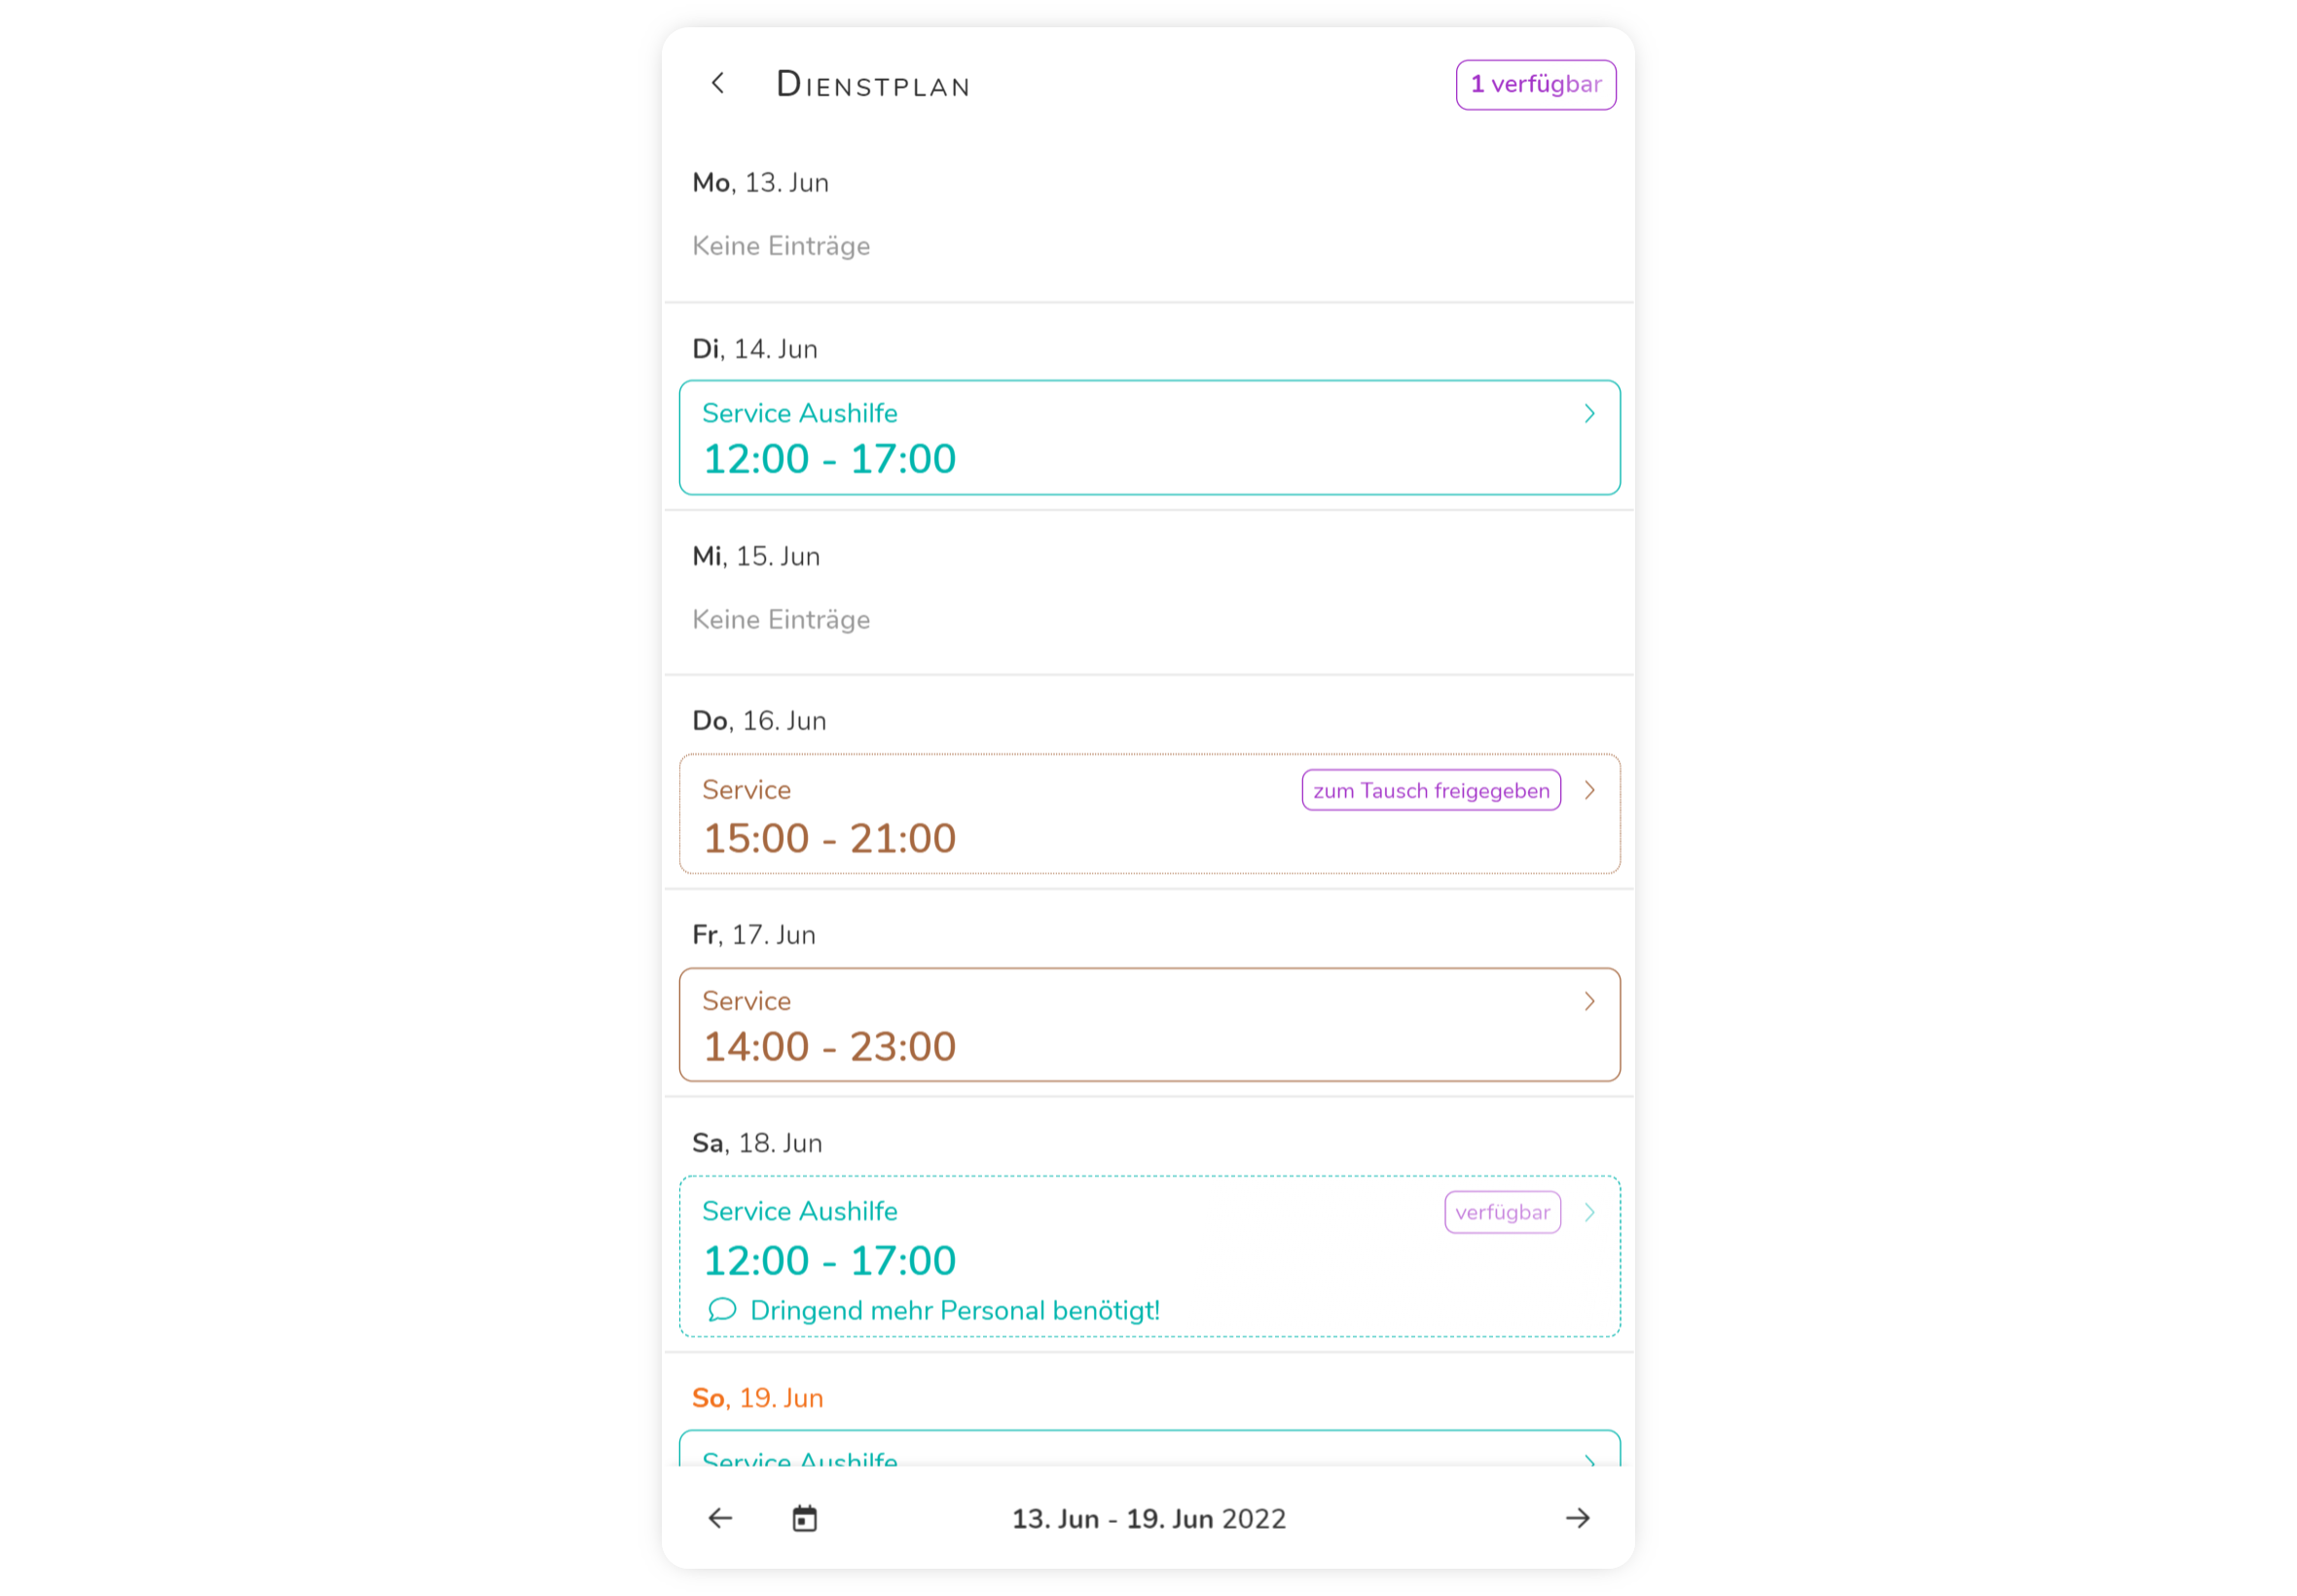 Dienstplan
1 verfügbar
Mo, 13. Jun
Keine Einträge
Di, 14. Jun
Service Aushilfe
12:00 - 17:00
Mi, 15. Jun
Keine Einträge
Do, 16. Jun
Service
zum Tausch freigegeben
15:00 - 21:00
Fr, 17. Jun
Service
14:00 - 23:00
Sa, 18. Jun
Service Aushilfe
verfügbar
12:00 - 17:00
Dringend mehr Personal benötigt!
So, 19. Jun
Service Aushilfe
13. Jun - 19. Jun 2022